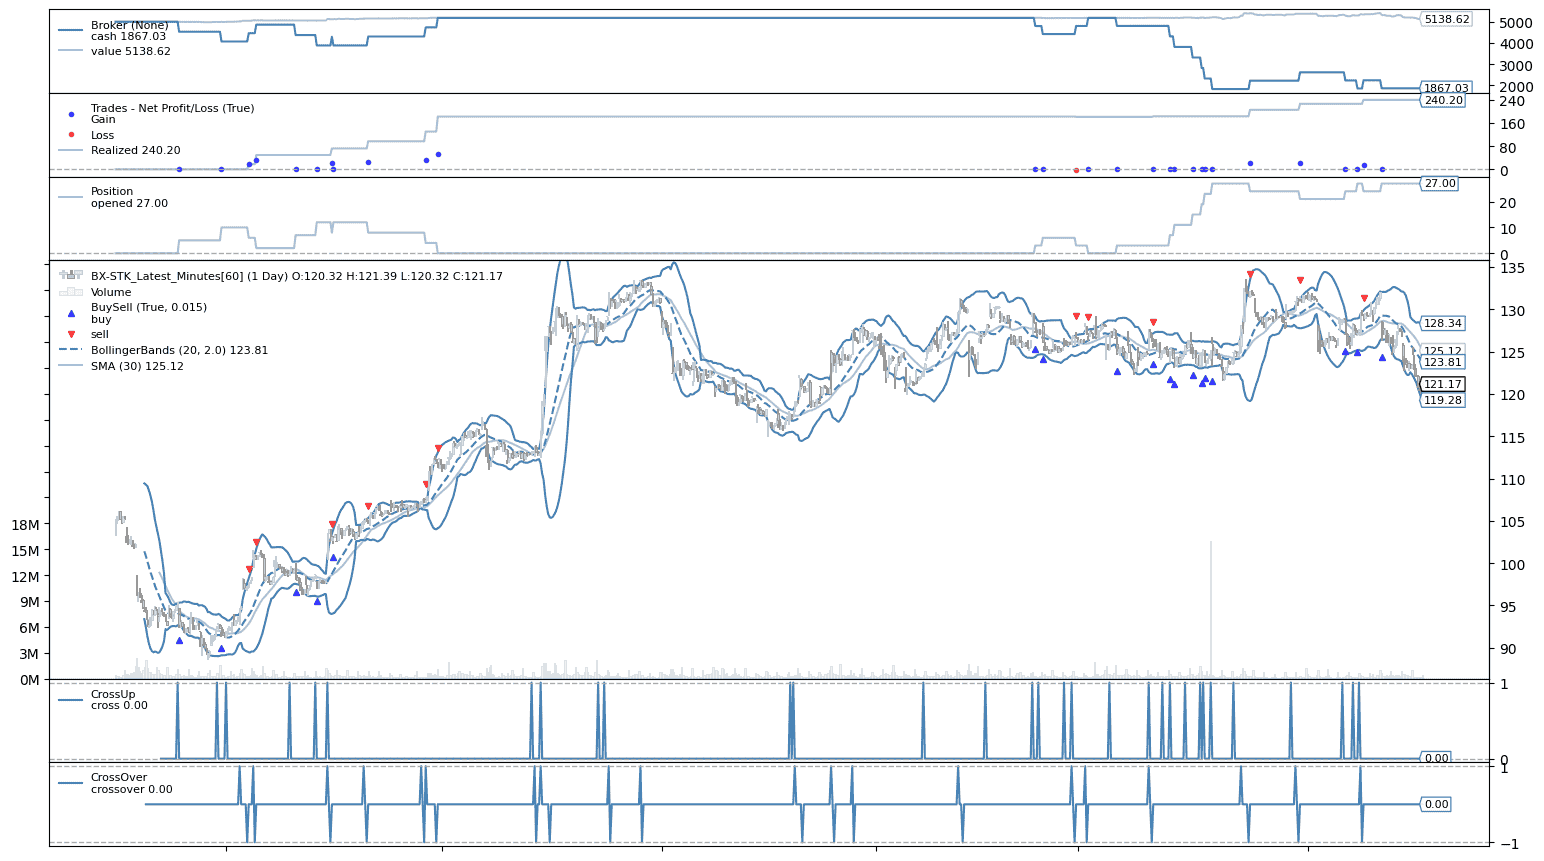 Broker (None)
cash 1867.03
value 5138.62
5138.62
5000
4000
3000
2000
1867.03
Trades - Net Profit/Loss (True)
Gain
Loss
Realized 240.20
240.20
240
160
80
0
Position
opened 27.00
27.00
20
10
0
BX-STK_Latest_Minutes[60] (1 Day) O:120.32 H:121.39 L:120.32 C:121.17
Volume
BuySell (True, 0.015)
buy
sell
BollingerBands (20, 2.0) 123.81
SMA (30) 125.12
135
130
128.34
125
125.12
123.81
121.17
120
119.28
115
110
105
100
95
90
18M
15M
12M
9M
6M
3M
0M
CrossUp
cross 0.00
1
0.00
0
CrossOver
crossover 0.00
1
0.00
−1